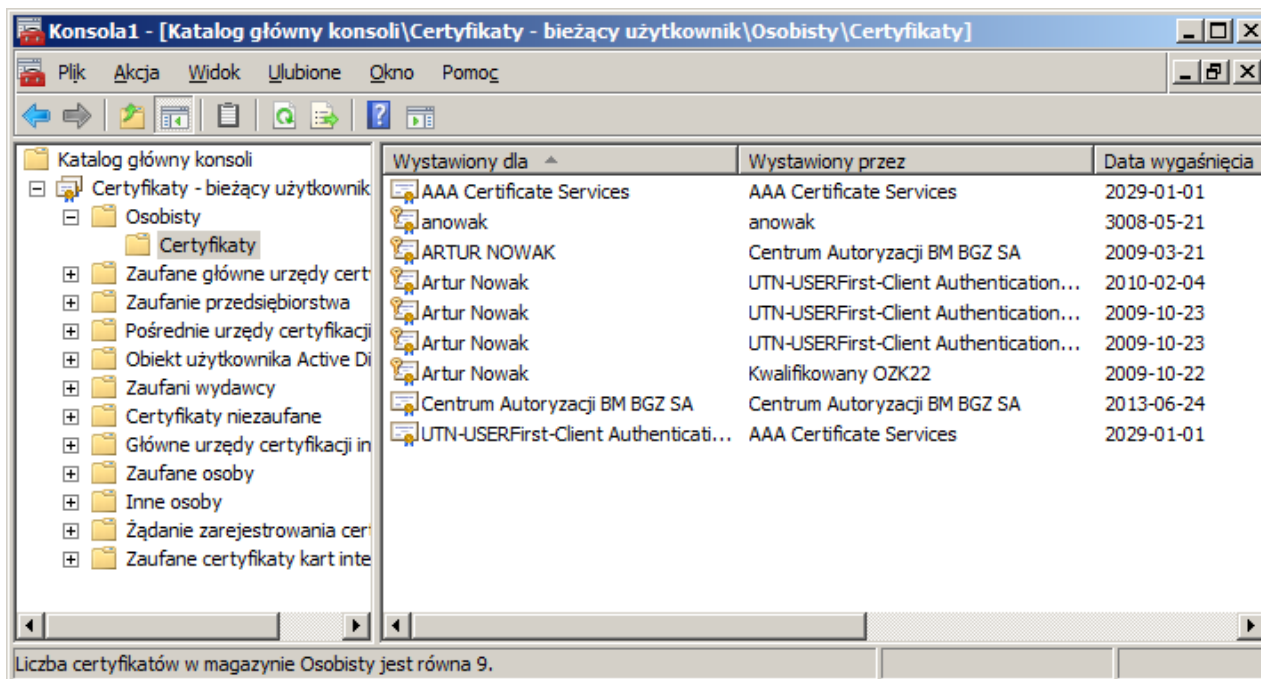 Konsola1 - [Katalog główny konsoli\Certyfikaty - bieżący użytkownik\Osobisty\Certyfikaty]
Plik Akcja Widok Ulubione Okno Pomoc
Katalog główny konsoli
Certyfikaty - bieżący użytkownik
Osobisty
Certyfikaty
Zaufane główne urzędy cert
Zaufanie przedsiębiorstwa
Pośrednie urzędy certyfikacji
Obiekt użytkownika Active Di
Zaufani wydawcy
Certyfikaty niezaufane
Główne urzędy certyfikacji in
Zaufane osoby
Inne osoby
Żądanie zarejestrowania cert
Zaufane certyfikaty kart inte
Wystawiony dla Wystawiony przez Data wygaśnięcia
AAA Certificate Services AAA Certificate Services 2029-01-01
anowak anowak 3008-05-21
ARTUR NOWAK Centrum Autoryzacji BM BGZ SA 2009-03-21
Artur Nowak UTN-USERFirst-Client Authentication... 2010-02-04
Artur Nowak UTN-USERFirst-Client Authentication... 2009-10-23
Artur Nowak UTN-USERFirst-Client Authentication... 2009-10-23
Artur Nowak Kwalifikowany OZK22 2009-10-22
Centrum Autoryzacji BM BGZ SA Centrum Autoryzacji BM BGZ SA 2013-06-24
UTN-USERFirst-Client Authenticati... AAA Certificate Services 2029-01-01
Liczba certyfikatów w magazynie Osobisty jest równa 9.